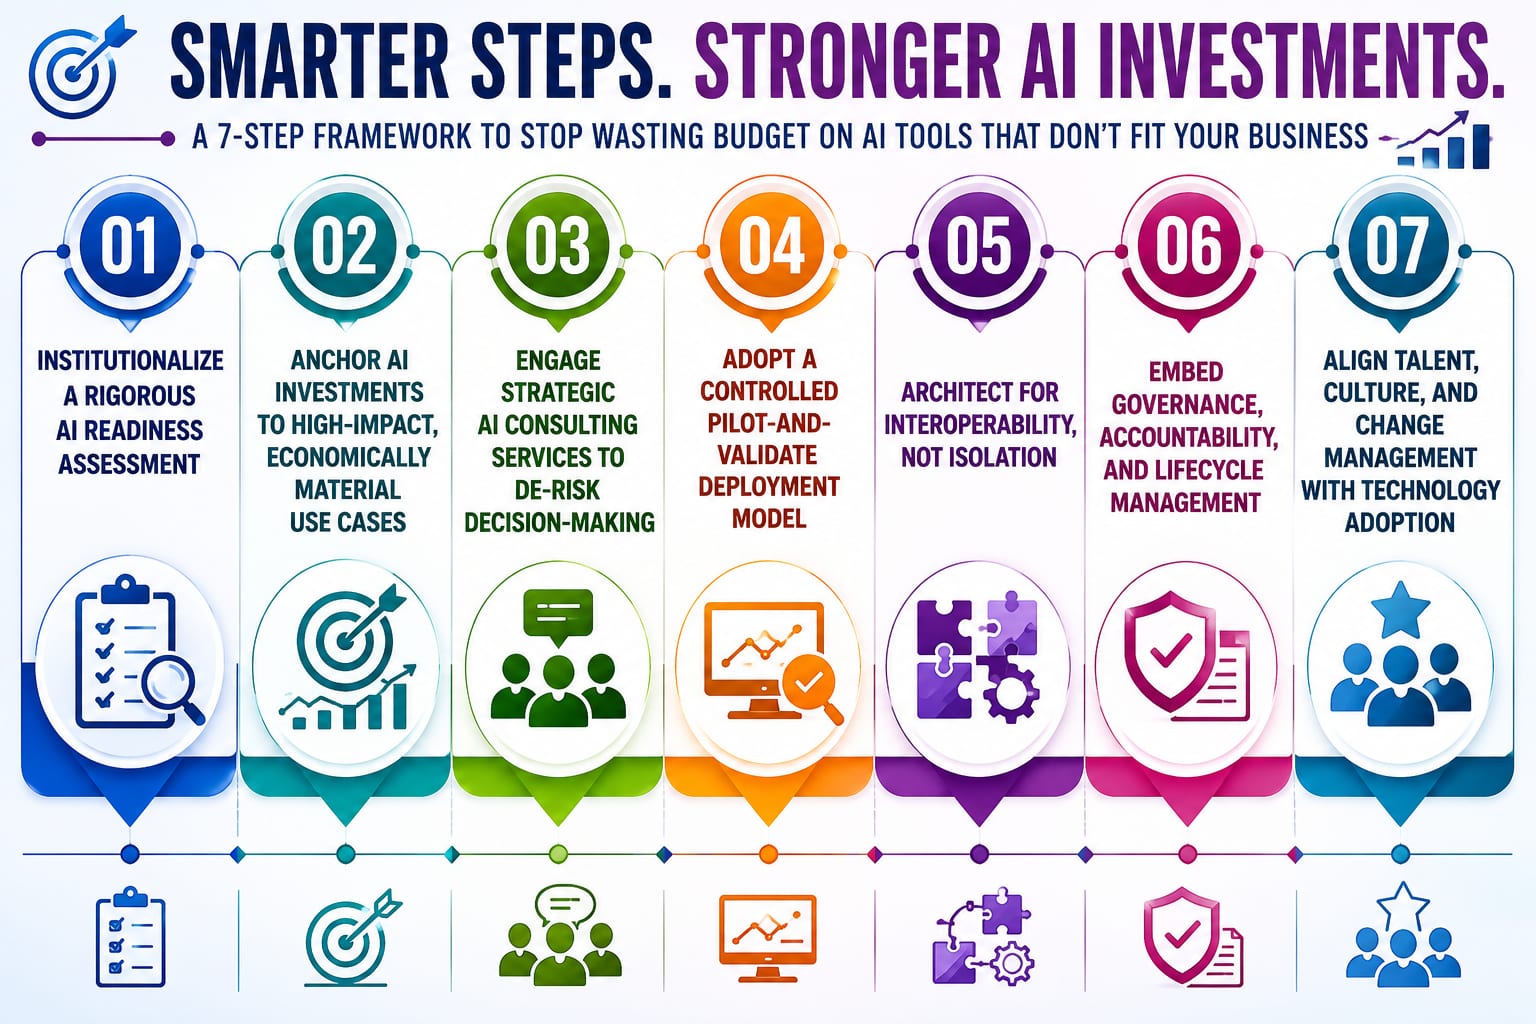 SMARTER STEPS. STRONGER AI INVESTMENTS.
A 7-STEP FRAMEWORK TO STOP WASTING BUDGET ON AI TOOLS THAT DON'T FIT YOUR BUSINESS
01
INSTITUTIONALIZE
A RIGOROUS
AI READINESS
ASSESSMENT
02
ANCHOR AI
INVESTMENTS
TO HIGH-IMPACT,
ECONOMICALLY
MATERIAL
USE CASES
03
ENGAGE
STRATEGIC
AI CONSULTING
SERVICES TO
DE-RISK
DECISION-MAKING
04
ADOPT A
CONTROLLED
PILOT-AND-
VALIDATE
DEPLOYMENT
MODEL
05
ARCHITECT FOR
INTEROPERABILITY,
NOT ISOLATION
06
EMBED
GOVERNANCE,
ACCOUNTABILITY,
AND LIFECYCLE
MANAGEMENT
07
ALIGN TALENT,
CULTURE, AND
CHANGE
MANAGEMENT
WITH TECHNOLOGY
ADOPTION